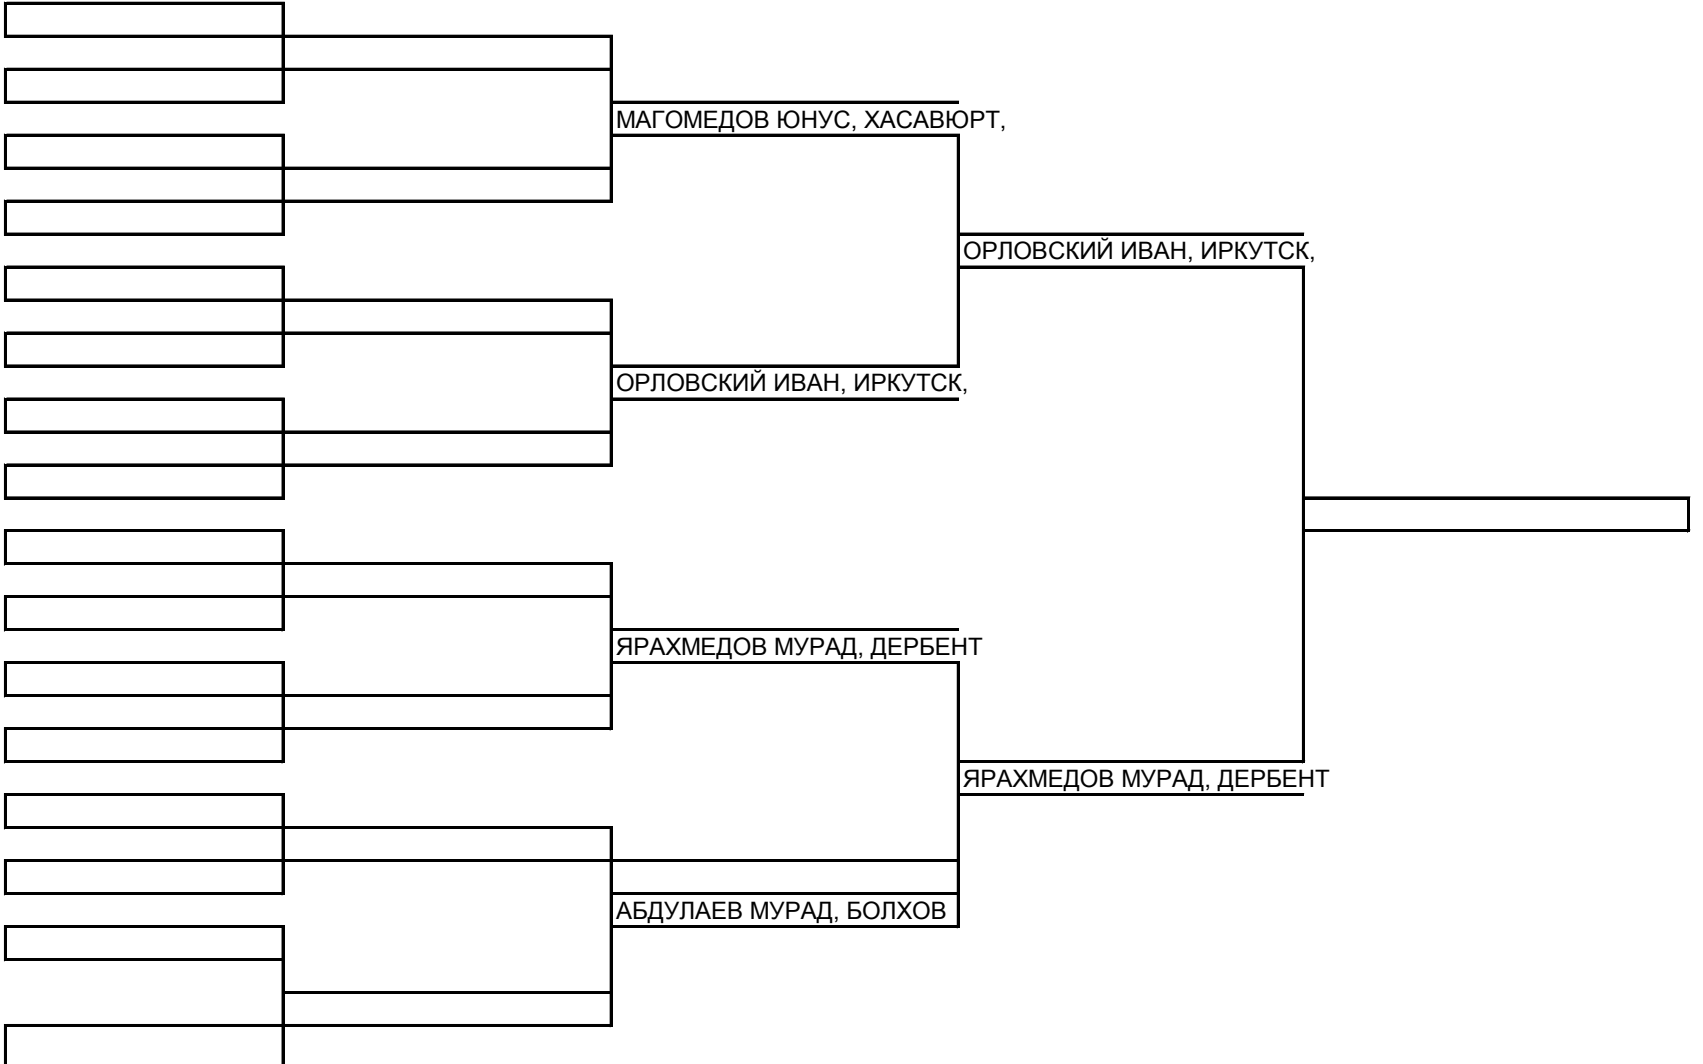 МАГОМЕДОВ ЮНУС, ХАСАВЮРТ,
ОРЛОВСКИЙ ИВАН, ИРКУТСК,
ОРЛОВСКИЙ ИВАН, ИРКУТСК,
ЯРАХМЕДОВ МУРАД, ДЕРБЕНТ
ЯРАХМЕДОВ МУРАД, ДЕРБЕНТ
АБДУЛАЕВ МУРАД, БОЛХОВ